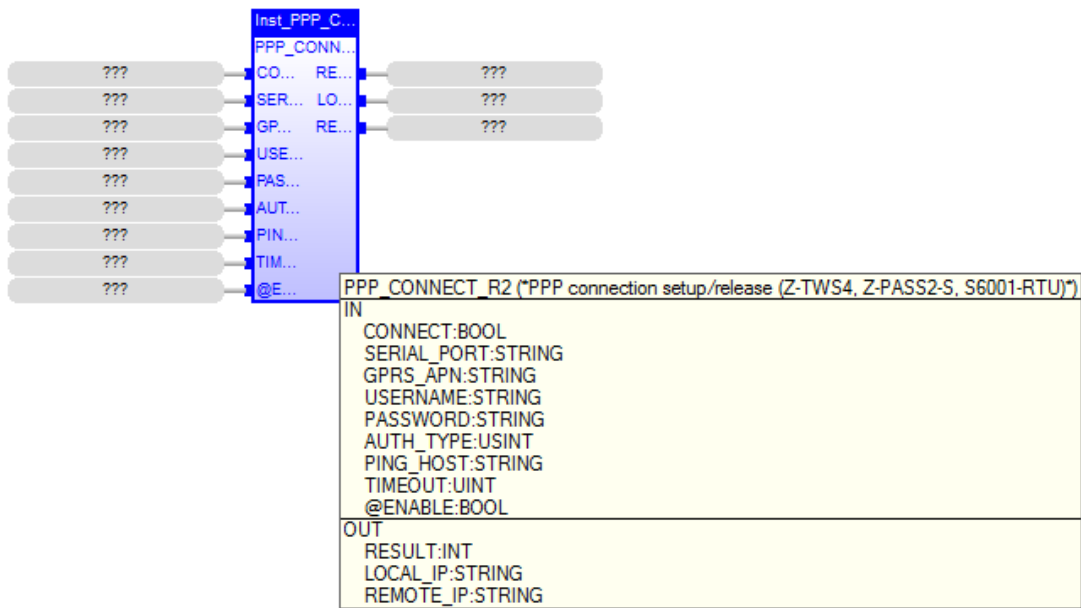 Inst_PPP_C...
PPP_CONN...
??? CO... RE... ???
??? SER... LO... ???
??? GP... RE... ???
??? USE...
??? PAS...
??? AUT...
??? PIN...
??? TIM...
??? @E...
PPP_CONNECT_R2 (*PPP connection setup/release (Z-TWS4, Z-PASS2-S, S6001-RTU)*)
IN
CONNECT:BOOL
SERIAL_PORT:STRING
GPRS_APN:STRING
USERNAME:STRING
PASSWORD:STRING
AUTH_TYPE:USINT
PING_HOST:STRING
TIMEOUT:UINT
@ENABLE:BOOL
OUT
RESULT:INT
LOCAL_IP:STRING
REMOTE_IP:STRING